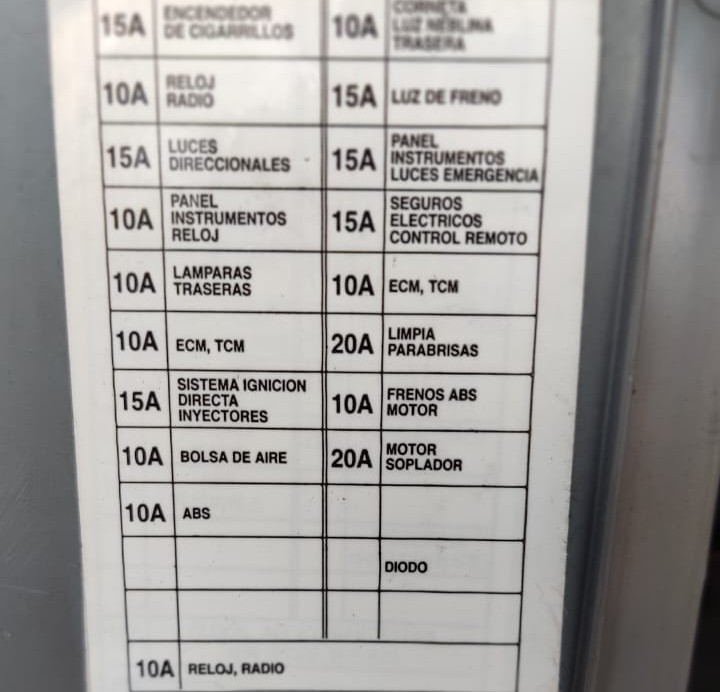 15A ENCENDEDOR
DE CIGARRILLOS
10A CORNETA
LUZ NEBLINA
TRASERA
10A RELOJ
RADIO
15A LUZ DE FRENO
15A LUCES
DIRECCIONALES
15A PANEL
INSTRUMENTOS
LUCES EMERGENCIA
10A PANEL
INSTRUMENTOS
RELOJ
15A SEGUROS
ELECTRICOS
CONTROL REMOTO
10A LAMPARAS
TRASERAS
10A ECM, TCM
10A ECM, TCM
20A LIMPIA
PARABRISAS
15A SISTEMA IGNICION
DIRECTA
INYECTORES
10A FRENOS ABS
MOTOR
10A BOLSA DE AIRE
20A MOTOR
SOPLADOR
10A ABS
DIODO
10A RELOJ, RADIO